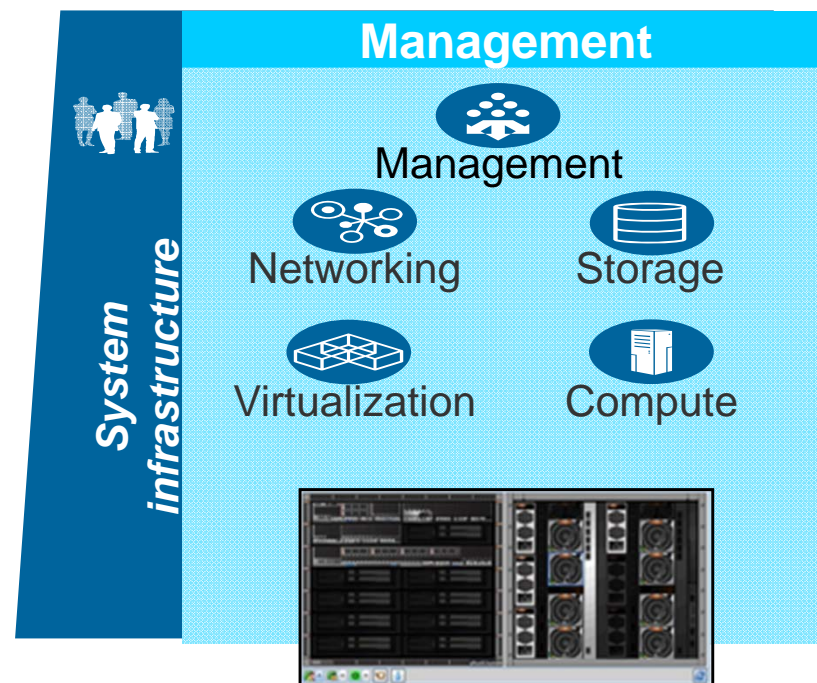 Management
Management
Networking
Storage
Virtualization
Compute
System
infrastructure